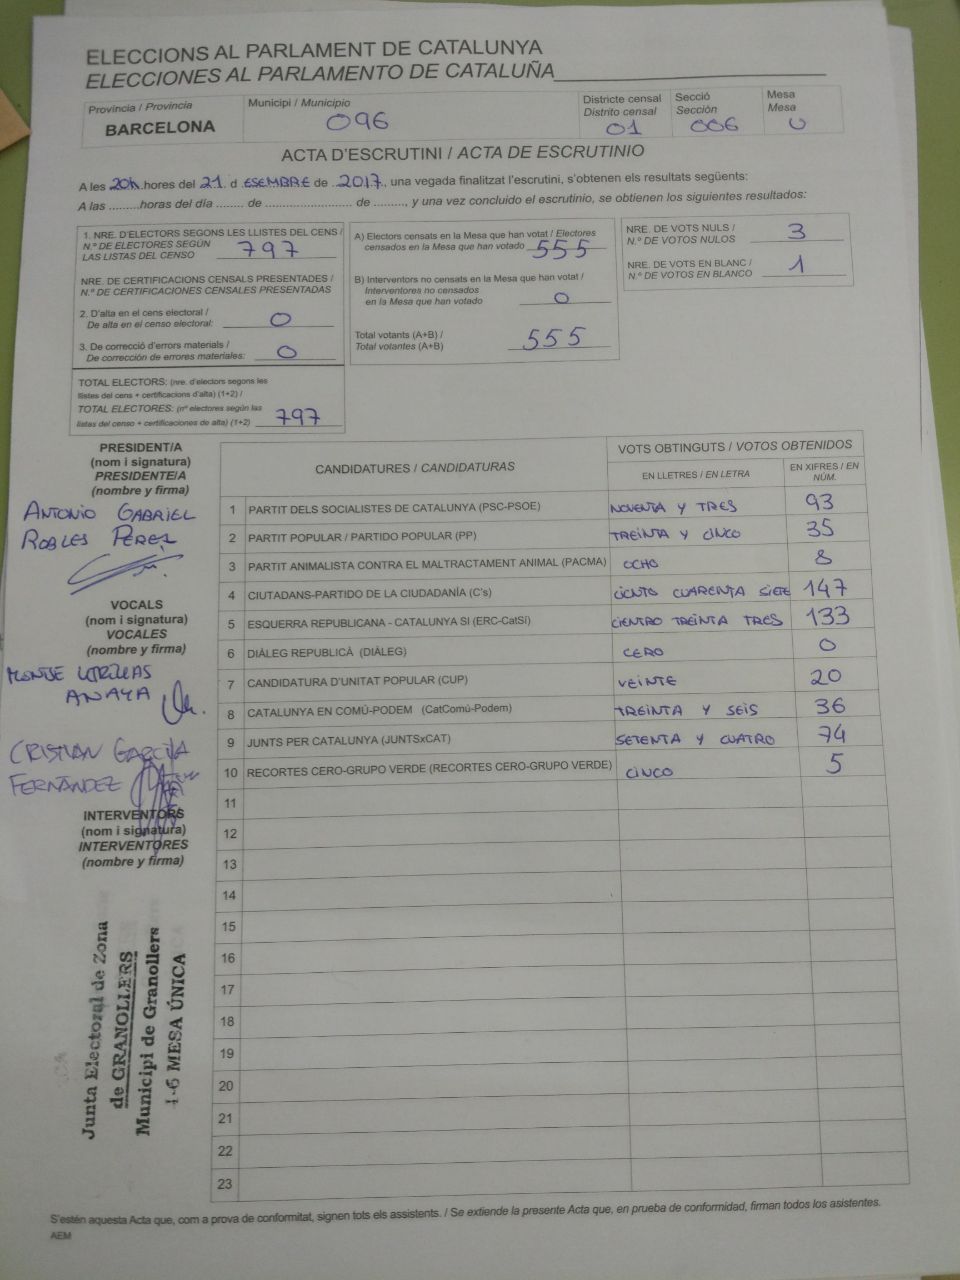 ELECCIONS AL PARLAMENT DE CATALUNYA
ELECCIONES AL PARLAMENTO DE CATALUÑA
Província / Provincia
BARCELONA
Municipi / Municipio
096
Districte censal
Distrito censal
01
Secció
Sección
006
Mesa
Mesa
U
ACTA D'ESCRUTINI / ACTA DE ESCRUTINIO
A les 20h hores del 21 d ESEMBRE de 2017, una vegada finalitzat l'escrutini, s'obtenen els resultats següents:
A las .........horas del día ........ de .......................... de ........., y una vez concluido el escrutinio, se obtienen los siguientes resultados:
1. NRE. D'ELECTORS SEGONS LES LLISTES DEL CENS /
N.º DE ELECTORES SEGÚN
LAS LISTAS DEL CENSO 797
NRE. DE CERTIFICACIONS CENSALS PRESENTADES /
N.º DE CERTIFICACIONES CENSALES PRESENTADAS
2. D'alta en el cens electoral /
De alta en el censo electoral: 0
3. De correcció d'errors materials /
De corrección de errores materiales: 0
TOTAL ELECTORS: (nre. d'electors segons les
llistes del cens + certificacions d'alta) (1+2) /
TOTAL ELECTORES: (nº electores según las
listas del censo + certificaciones de alta) (1+2) 797
A) Electors censats en la Mesa que han votat / Electores
censados en la Mesa que han votado 555
B) Interventors no censats en la Mesa que han votat /
Interventores no censados
en la Mesa que han votado 0
Total votants (A+B) /
Total votantes (A+B) 555
NRE. DE VOTS NULS /
N.º DE VOTOS NULOS 3
NRE. DE VOTS EN BLANC /
N.º DE VOTOS EN BLANCO 1
PRESIDENT/A
(nom i signatura)
PRESIDENTE/A
(nombre y firma)
ANTONIO GABRIEL
ROBLES PÉREZ
VOCALS
(nom i signatura)
VOCALES
(nombre y firma)
MONTSE
ANAYA
CRISTIAN GARCÍA
FERNÁNDEZ
INTERVENTORS
(nom i signatura)
INTERVENTORES
(nombre y firma)
Junta Electoral de Zona
de GRANOLLERS
Municipi de Granollers
1-6 MESA ÚNICA
CANDIDATURES / CANDIDATURAS
VOTS OBTINGUTS / VOTOS OBTENIDOS
EN LLETRES / EN LETRA
EN XIFRES / EN NÚM.
1 PARTIT DELS SOCIALISTES DE CATALUNYA (PSC-PSOE) NOVENTA Y TRES 93
2 PARTIT POPULAR / PARTIDO POPULAR (PP) TREINTA Y CINCO 35
3 PARTIT ANIMALISTA CONTRA EL MALTRACTAMENT ANIMAL (PACMA) OCHO 8
4 CIUTADANS-PARTIDO DE LA CIUDADANÍA (C's) CIENTO CUARENTA SIETE 147
5 ESQUERRA REPUBLICANA - CATALUNYA SI (ERC-CatSí) CIENTRO TREINTA TRES 133
6 DIÀLEG REPUBLICÀ (DIÀLEG) CERO 0
7 CANDIDATURA D'UNITAT POPULAR (CUP) VEINTE 20
8 CATALUNYA EN COMÚ-PODEM (CatComú-Podem) TREINTA Y SEIS 36
9 JUNTS PER CATALUNYA (JUNTSxCAT) SETENTA Y CUATRO 74
10 RECORTES CERO-GRUPO VERDE (RECORTES CERO-GRUPO VERDE) CINCO 5
11
12
13
14
15
16
17
18
19
20
21
22
23
S'estén aquesta Acta que, com a prova de conformitat, signen tots els assistents. / Se extiende la presente Acta que, en prueba de conformidad, firman todos los asistentes.
AEM